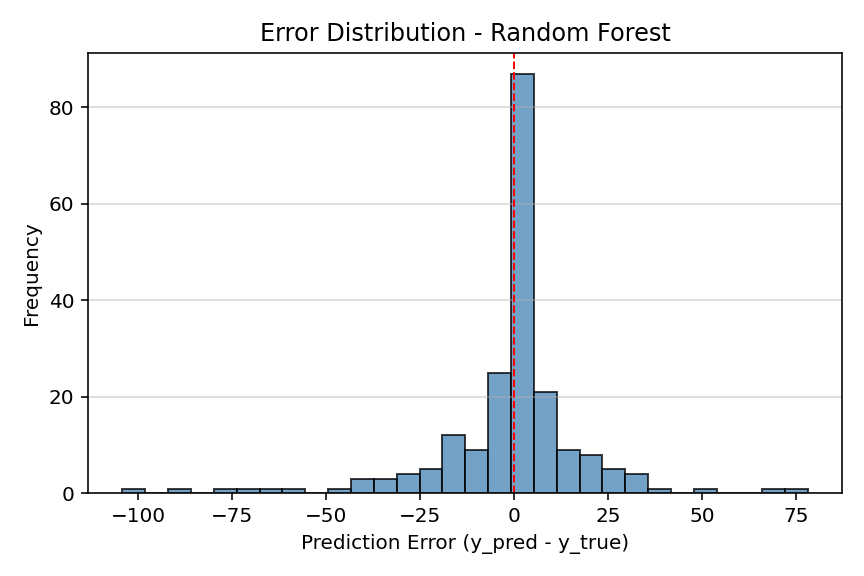 Error Distribution - Random Forest
Frequency
80
60
40
20
0
−100 −75 −50 −25 0 25 50 75
Prediction Error (y_pred - y_true)